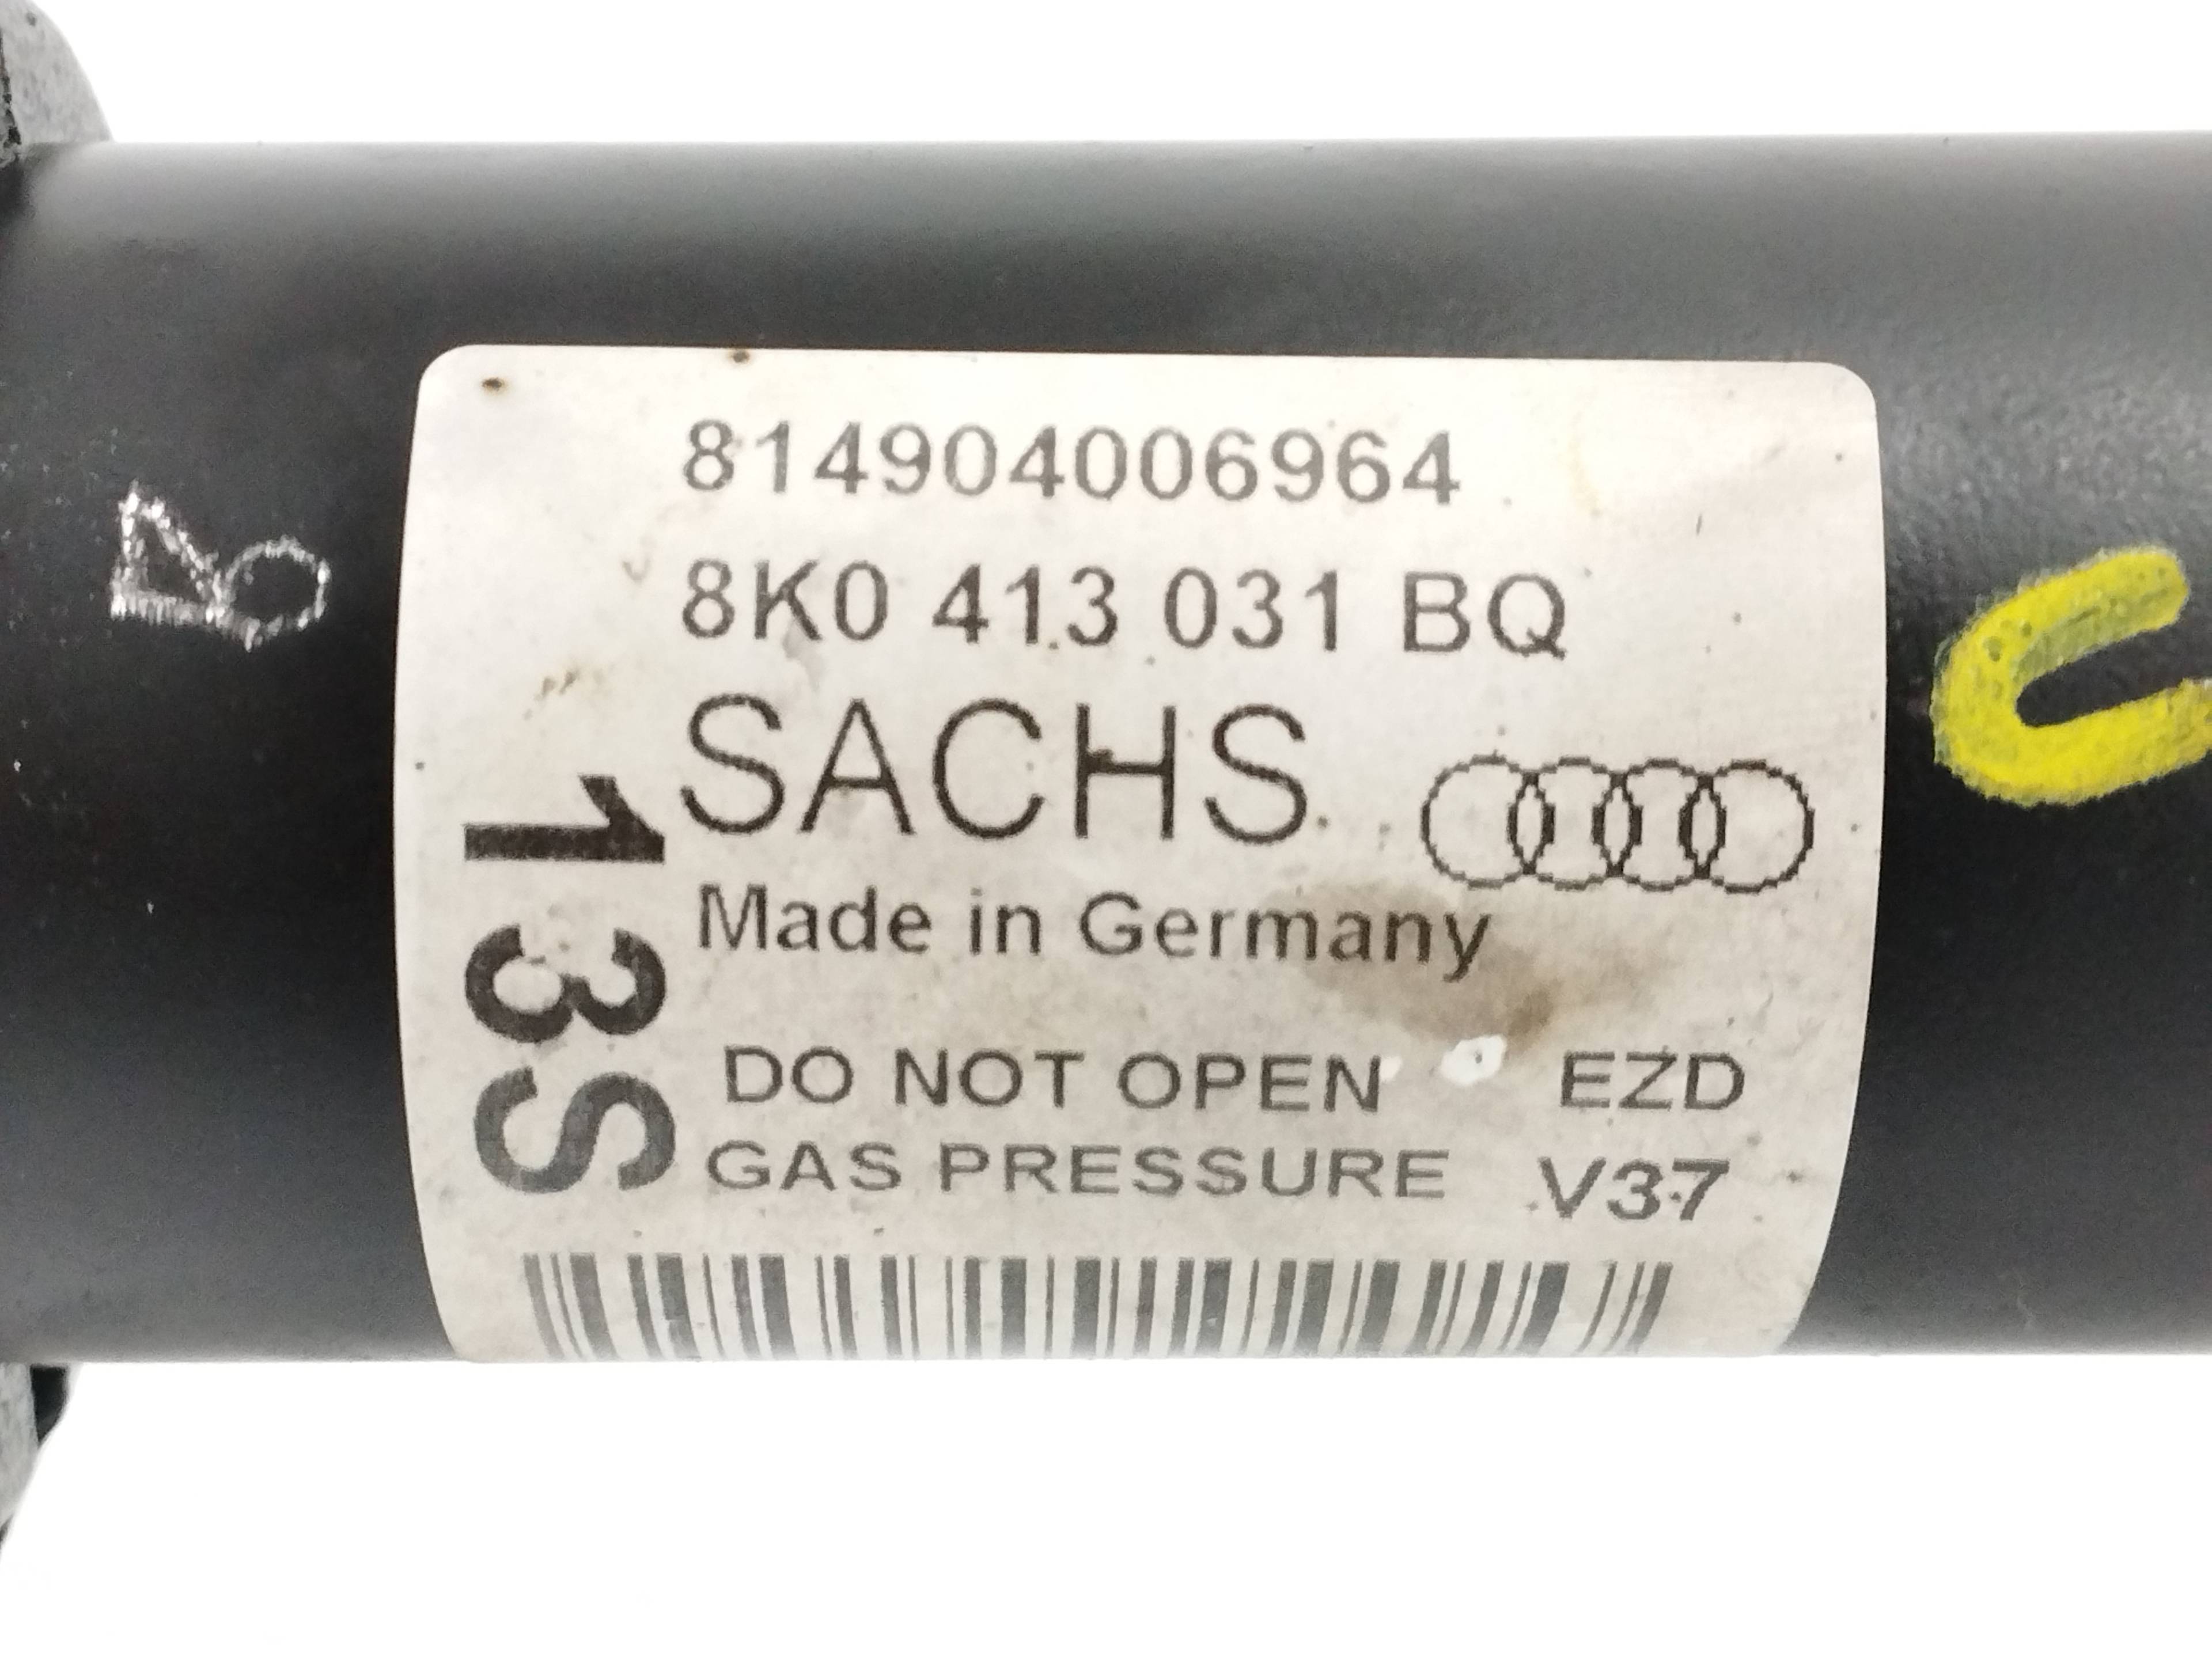 814904006964
8K0 413 031 BQ
SACHS
Made in Germany
DO NOT OPEN EZD
GAS PRESSURE V37
13S